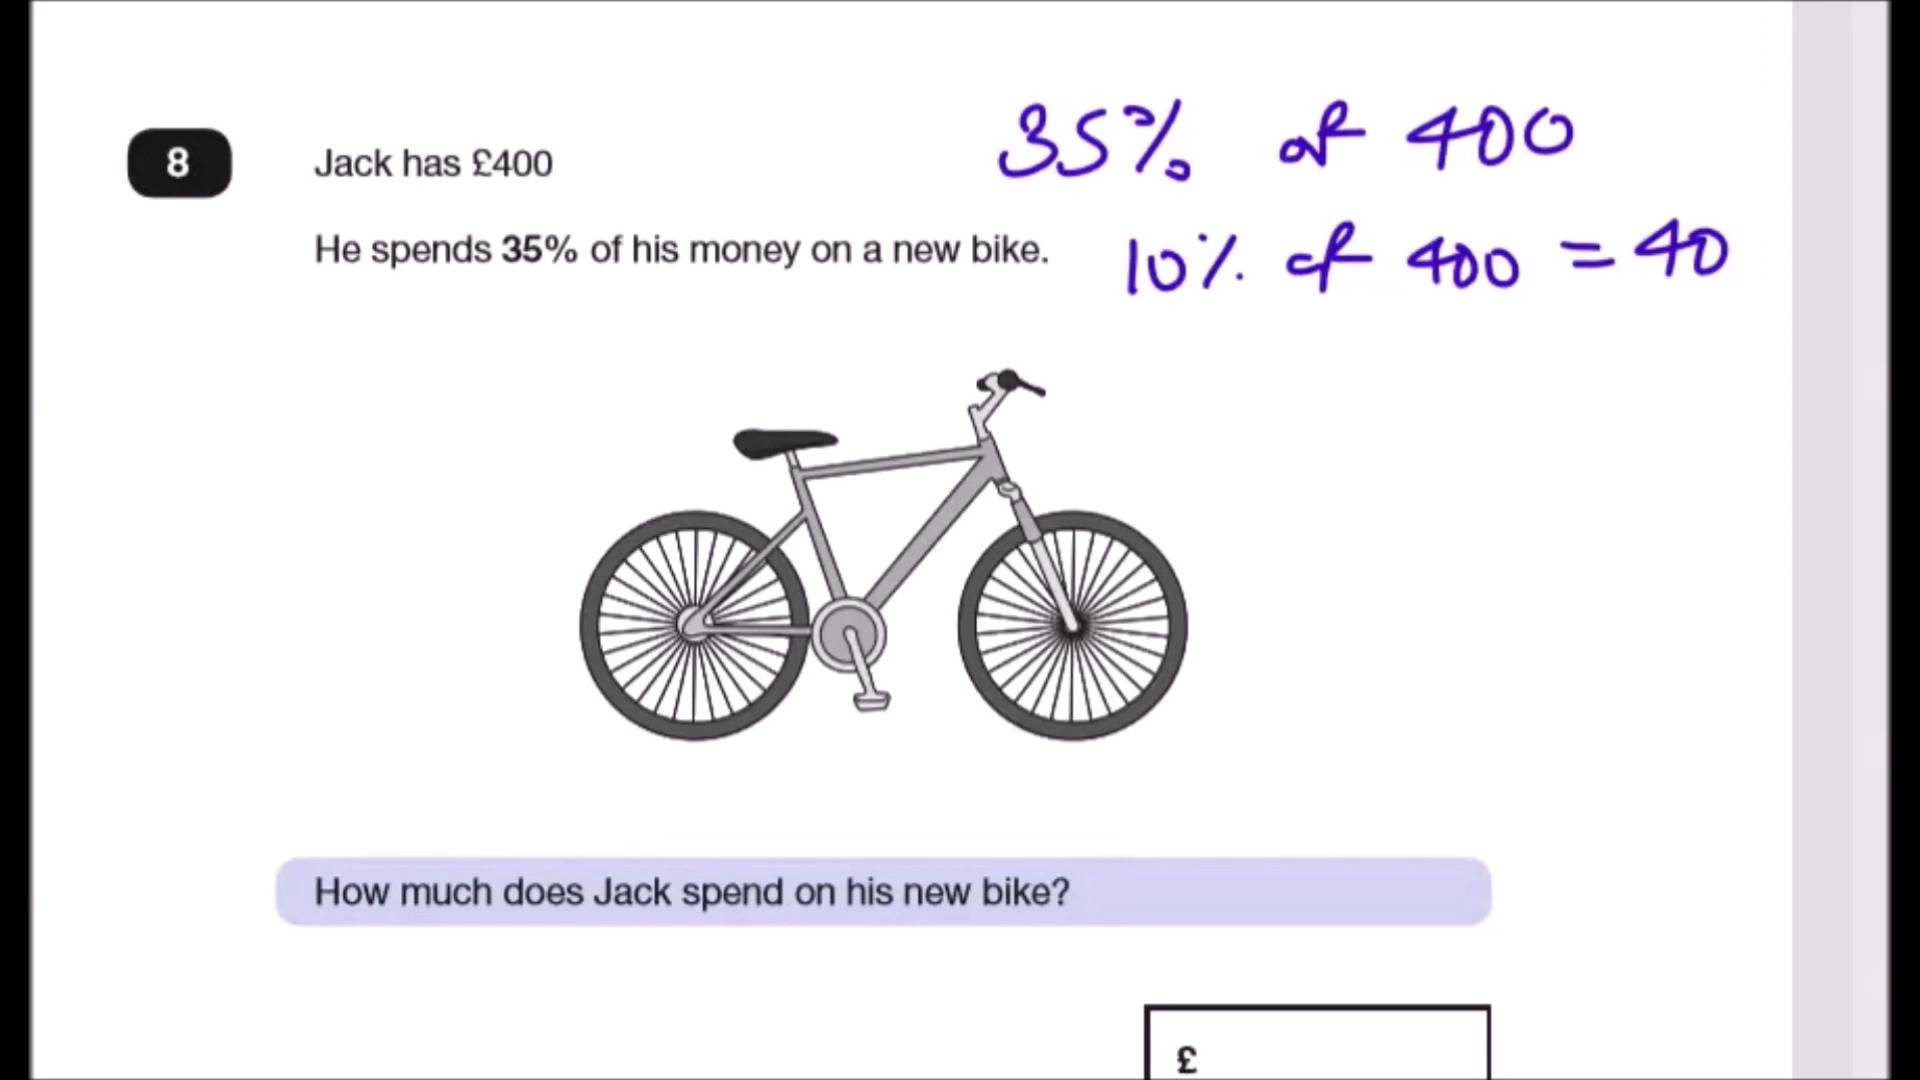 35% of 400
8 Jack has £400
He spends 35% of his money on a new bike.
10% of 400 = 40
How much does Jack spend on his new bike?
£